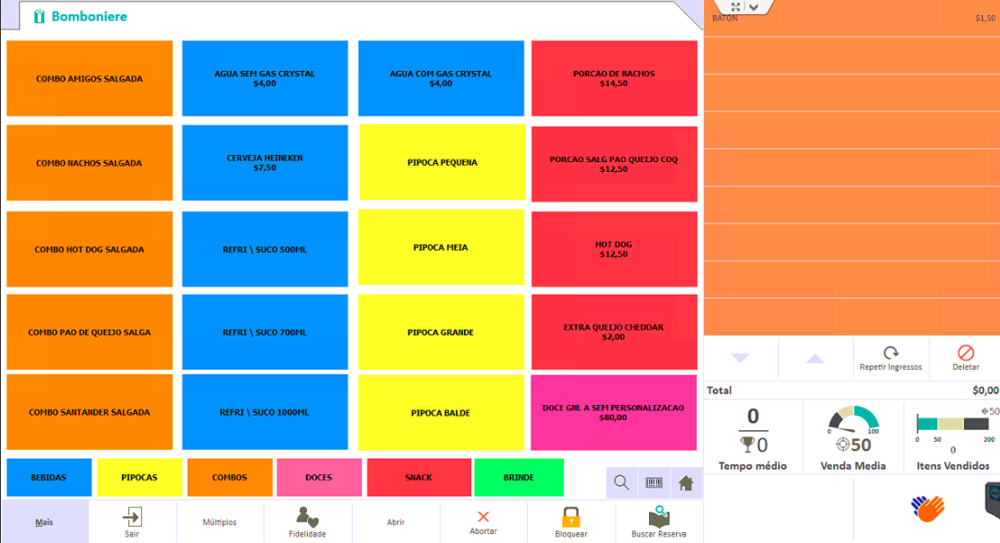 Bomboniere
BATON $1,50
COMBO AMIGOS SALGADA
AGUA SEM GAS CRYSTAL
$4,00
AGUA COM GAS CRYSTAL
$4,00
PORCAO DE NACHOS
$14,50
COMBO NACHOS SALGADA
CERVEJA HEINEKEN
$7,50
PIPOCA PEQUENA
PORCAO SALG PAO QUEIJO COQ
$12,50
COMBO HOT DOG SALGADA
REFRI \ SUCO 500ML
PIPOCA MEIA
HOT DOG
$12,50
COMBO PAO DE QUEIJO SALGA
REFRI \ SUCO 700ML
PIPOCA GRANDE
EXTRA QUEIJO CHEDDAR
$2,00
COMBO SANTANDER SALGADA
REFRI \ SUCO 1000ML
PIPOCA BALDE
DOCE GNL A SEM PERSONALIZACAO
$80,00
BEBIDAS
PIPOCAS
COMBOS
DOCES
SNACK
BRINDE
Mais
Sair
Múltiplos
Fidelidade
Abrir
Abortar
Bloquear
Buscar Reserva
Repetir Ingressos
Deletar
Total $0,00
0
0
Tempo médio
0 100
50
Venda Media
50
0 50 200
0
Itens Vendidos